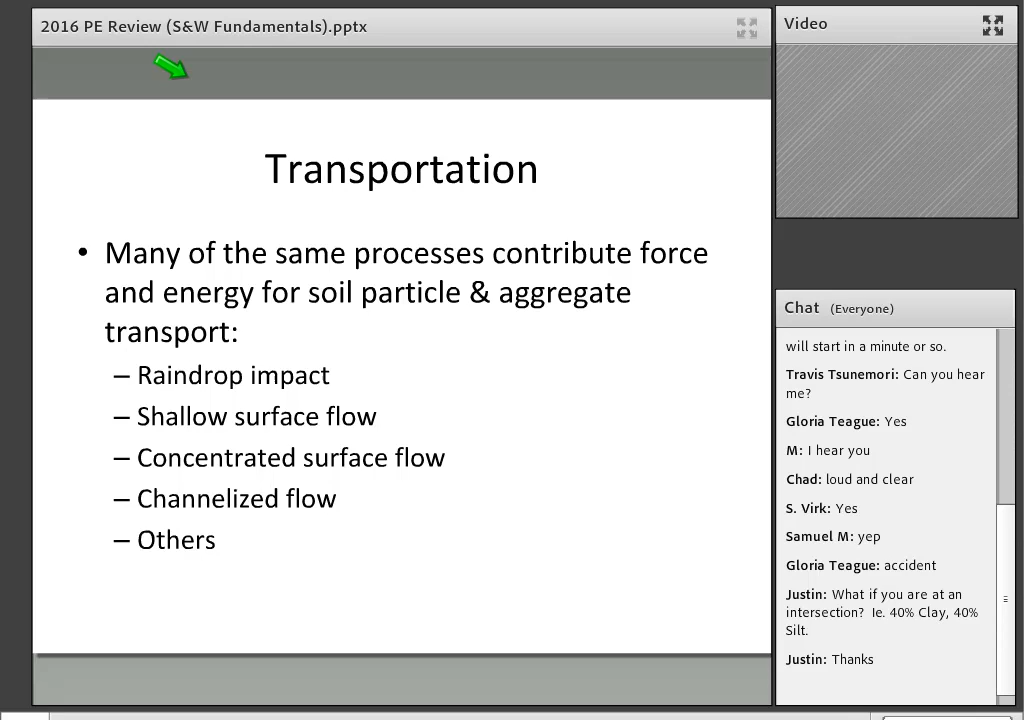 2016 PE Review (S&W Fundamentals).pptx
Transportation
• Many of the same processes contribute force
and energy for soil particle & aggregate
transport:
– Raindrop impact
– Shallow surface flow
– Concentrated surface flow
– Channelized flow
– Others
Video
Chat (Everyone)
will start in a minute or so.
Travis Tsunemori: Can you hear
me?
Gloria Teague: Yes
M: I hear you
Chad: loud and clear
S. Virk: Yes
Samuel M: yep
Gloria Teague: accident
Justin: What if you are at an
intersection? Ie. 40% Clay, 40%
Silt.
Justin: Thanks